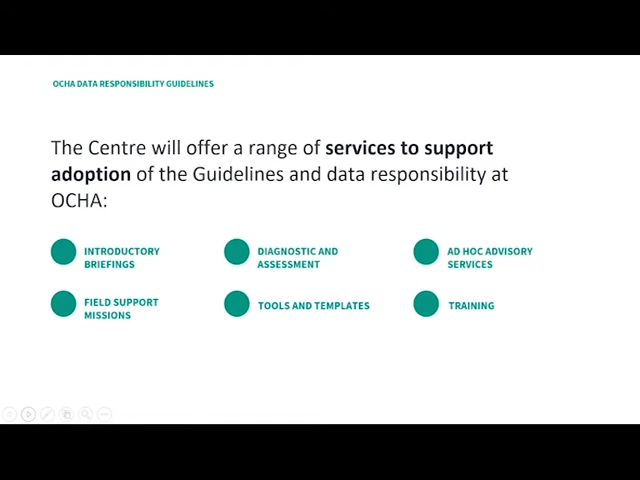 OCHA DATA RESPONSIBILITY GUIDELINES
The Centre will offer a range of services to support
adoption of the Guidelines and data responsibility at
OCHA:
INTRODUCTORY
BRIEFINGS
DIAGNOSTIC AND
ASSESSMENT
AD HOC ADVISORY
SERVICES
FIELD SUPPORT
MISSIONS
TOOLS AND TEMPLATES
TRAINING